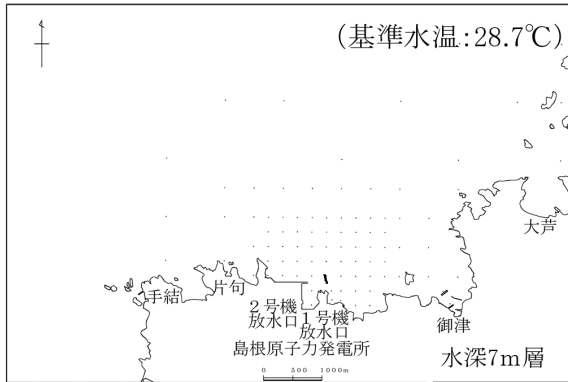 (基準水温:28.7℃)
大芦
手結
片句
2号機
放水口
1号機
放水口
御津
島根原子力発電所
水深7m層
0 500 1000m